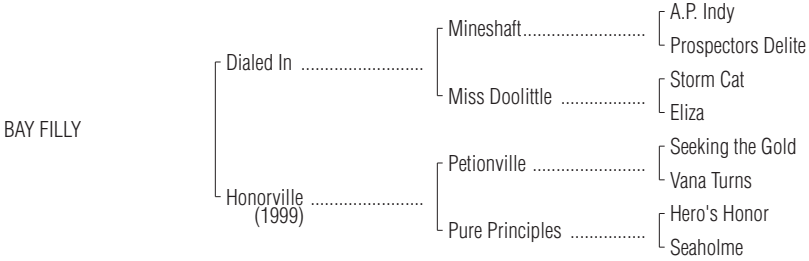 A.P. Indy
Mineshaft..........................
Prospectors Delite
Dialed In ..........................
Storm Cat
Miss Doolittle ..................
Eliza
BAY FILLY
Seeking the Gold
Petionville ........................
Vana Turns
Honorville ........................
(1999)
Hero's Honor
Pure Principles ................
Seaholme